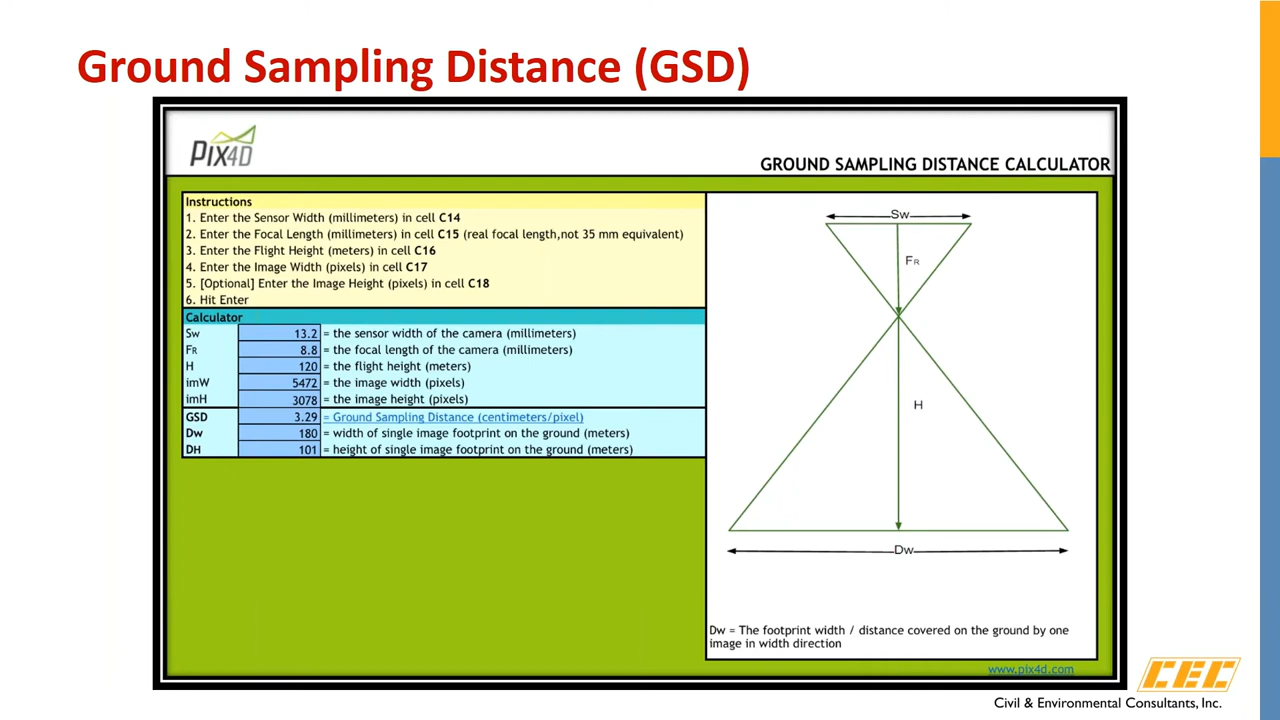 Ground Sampling Distance (GSD)
PIX4D
GROUND SAMPLING DISTANCE CALCULATOR
Instructions
1. Enter the Sensor Width (millimeters) in cell C14
2. Enter the Focal Length (millimeters) in cell C15 (real focal length,not 35 mm equivalent)
3. Enter the Flight Height (meters) in cell C16
4. Enter the Image Width (pixels) in cell C17
5. [Optional] Enter the Image Height (pixels) in cell C18
6. Hit Enter
Calculator
Sw 13.2 = the sensor width of the camera (millimeters)
FR 8.8 = the focal length of the camera (millimeters)
H 120 = the flight height (meters)
imW 5472 = the image width (pixels)
imH 3078 = the image height (pixels)
GSD 3.29 = Ground Sampling Distance (centimeters/pixel)
Dw 180 = width of single image footprint on the ground (meters)
DH 101 = height of single image footprint on the ground (meters)
Sw
FR
H
Dw
Dw = The footprint width / distance covered on the ground by one
image in width direction
www.pix4d.com
CEC
Civil & Environmental Consultants, Inc.